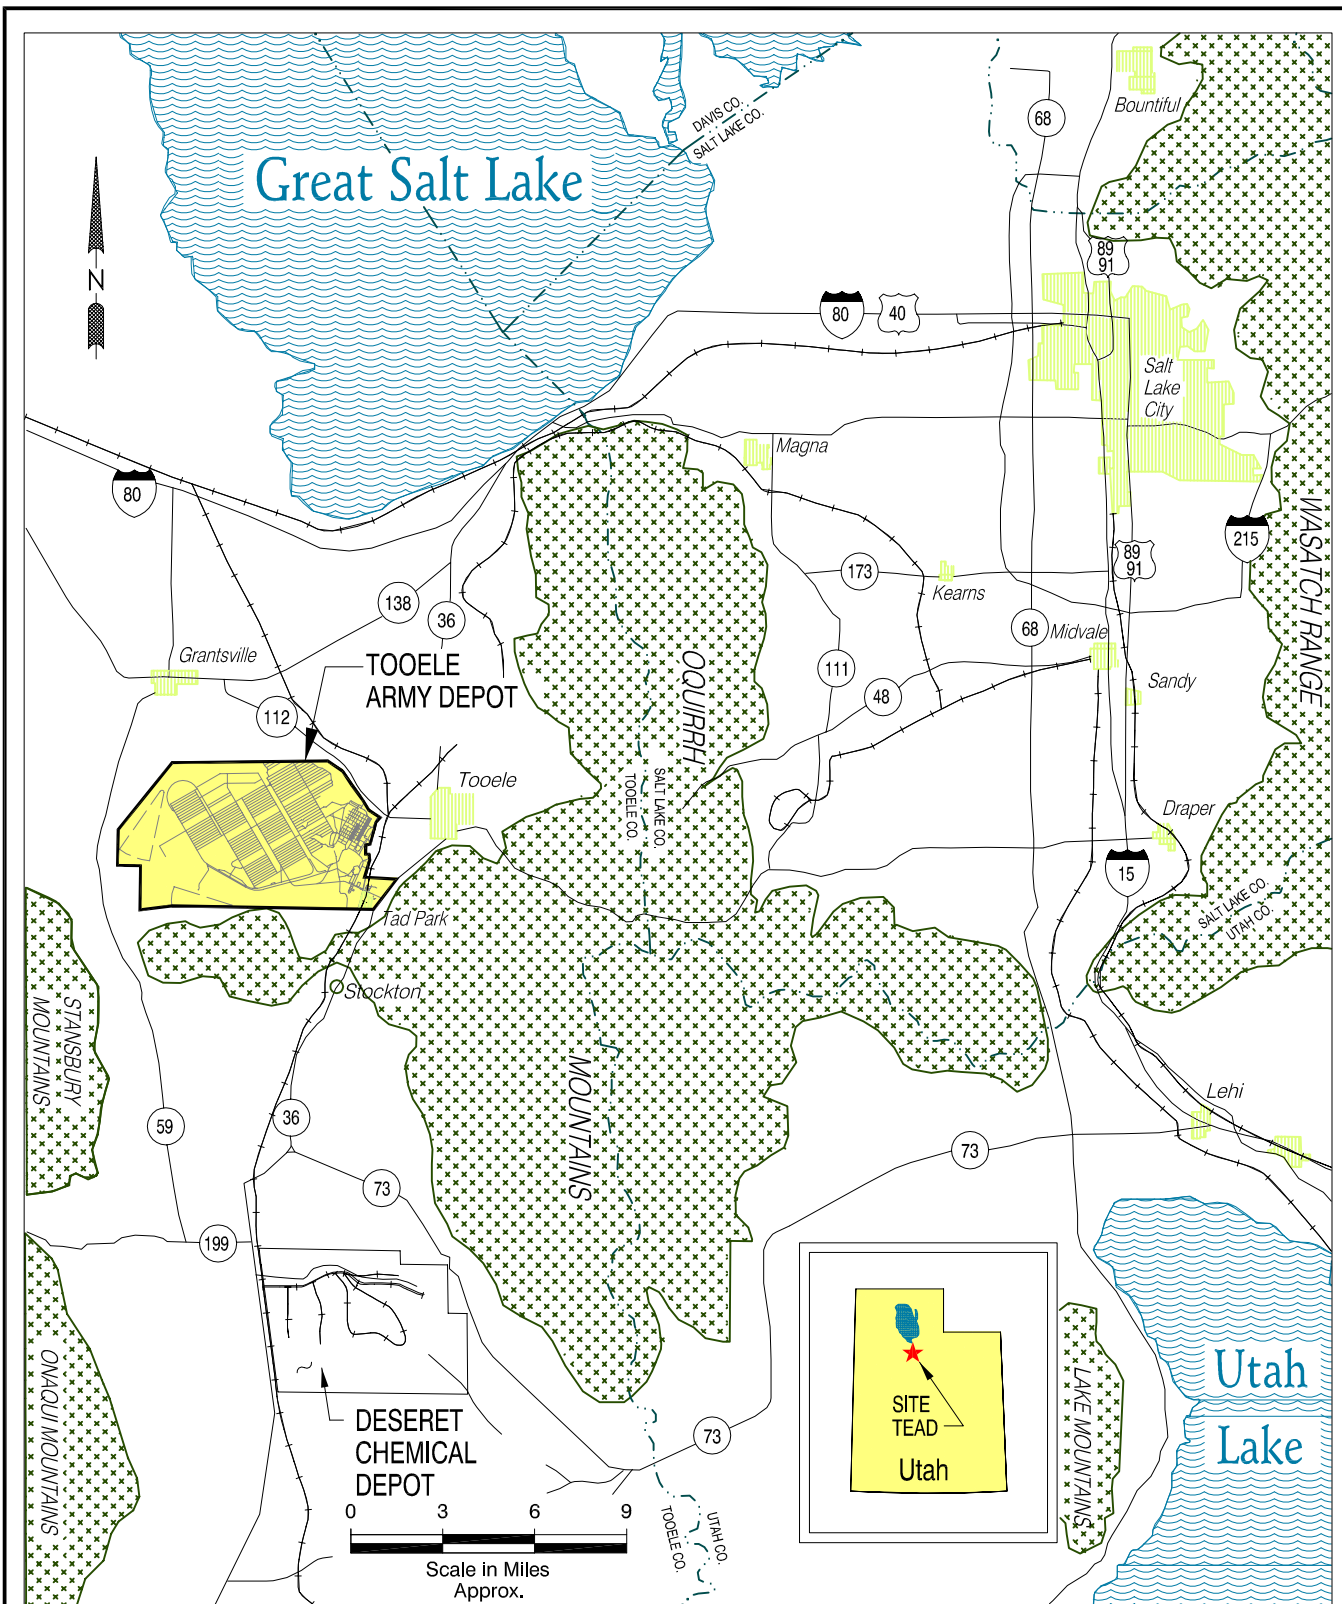 Bountiful
68
DAVIS CO.
SALT LAKE CO.
Great Salt Lake
N
89
91
80
40
Salt
Lake
City
Magna
80
WASATCH RANGE
215
89
91
173
Kearns
138
36
68
Midvale
Grantsville
TOOELE
ARMY DEPOT
OQUIRRH
111
48
Sandy
112
Tooele
SALT LAKE CO.
TOOELE CO.
Draper
15
SALT LAKE CO.
UTAH CO.
Tad Park
Stockton
STANSBURY
MOUNTAINS
MOUNTAINS
Lehi
59
36
73
73
199
ONAQUI MOUNTAINS
DESERET
CHEMICAL
DEPOT
73
SITE
TEAD
Utah
LAKE MOUNTAINS
Utah
Lake
0 3 6 9
Scale in Miles
Approx.
TOOELE CO.
UTAH CO.